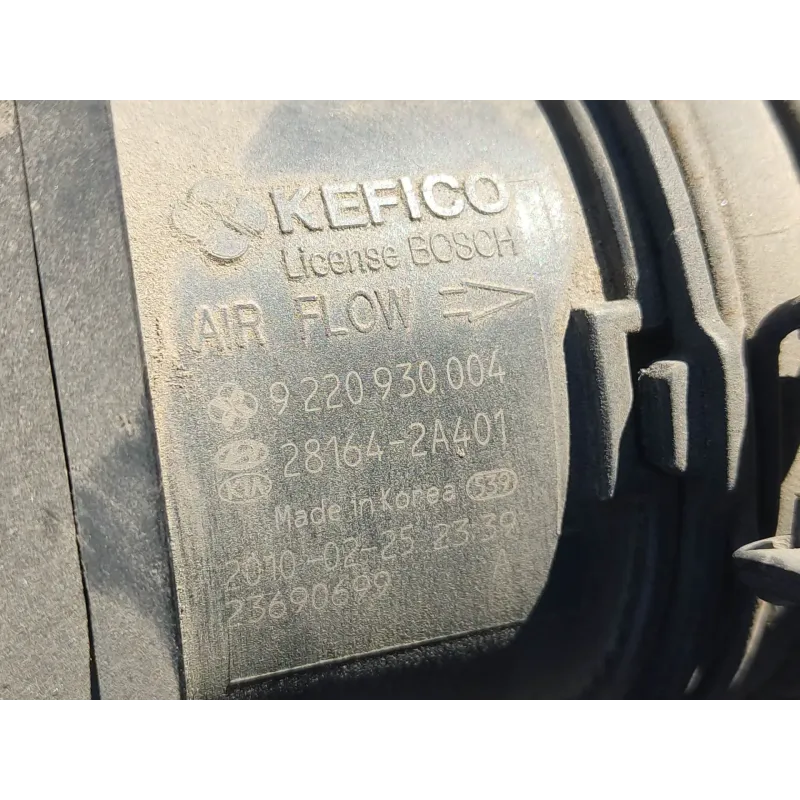 KEFICO
License BOSCH
AIR FLOW
9 220 930 004
28164-2A401
KIA
Made in Korea 539
2010-02-25 23:39
23690699